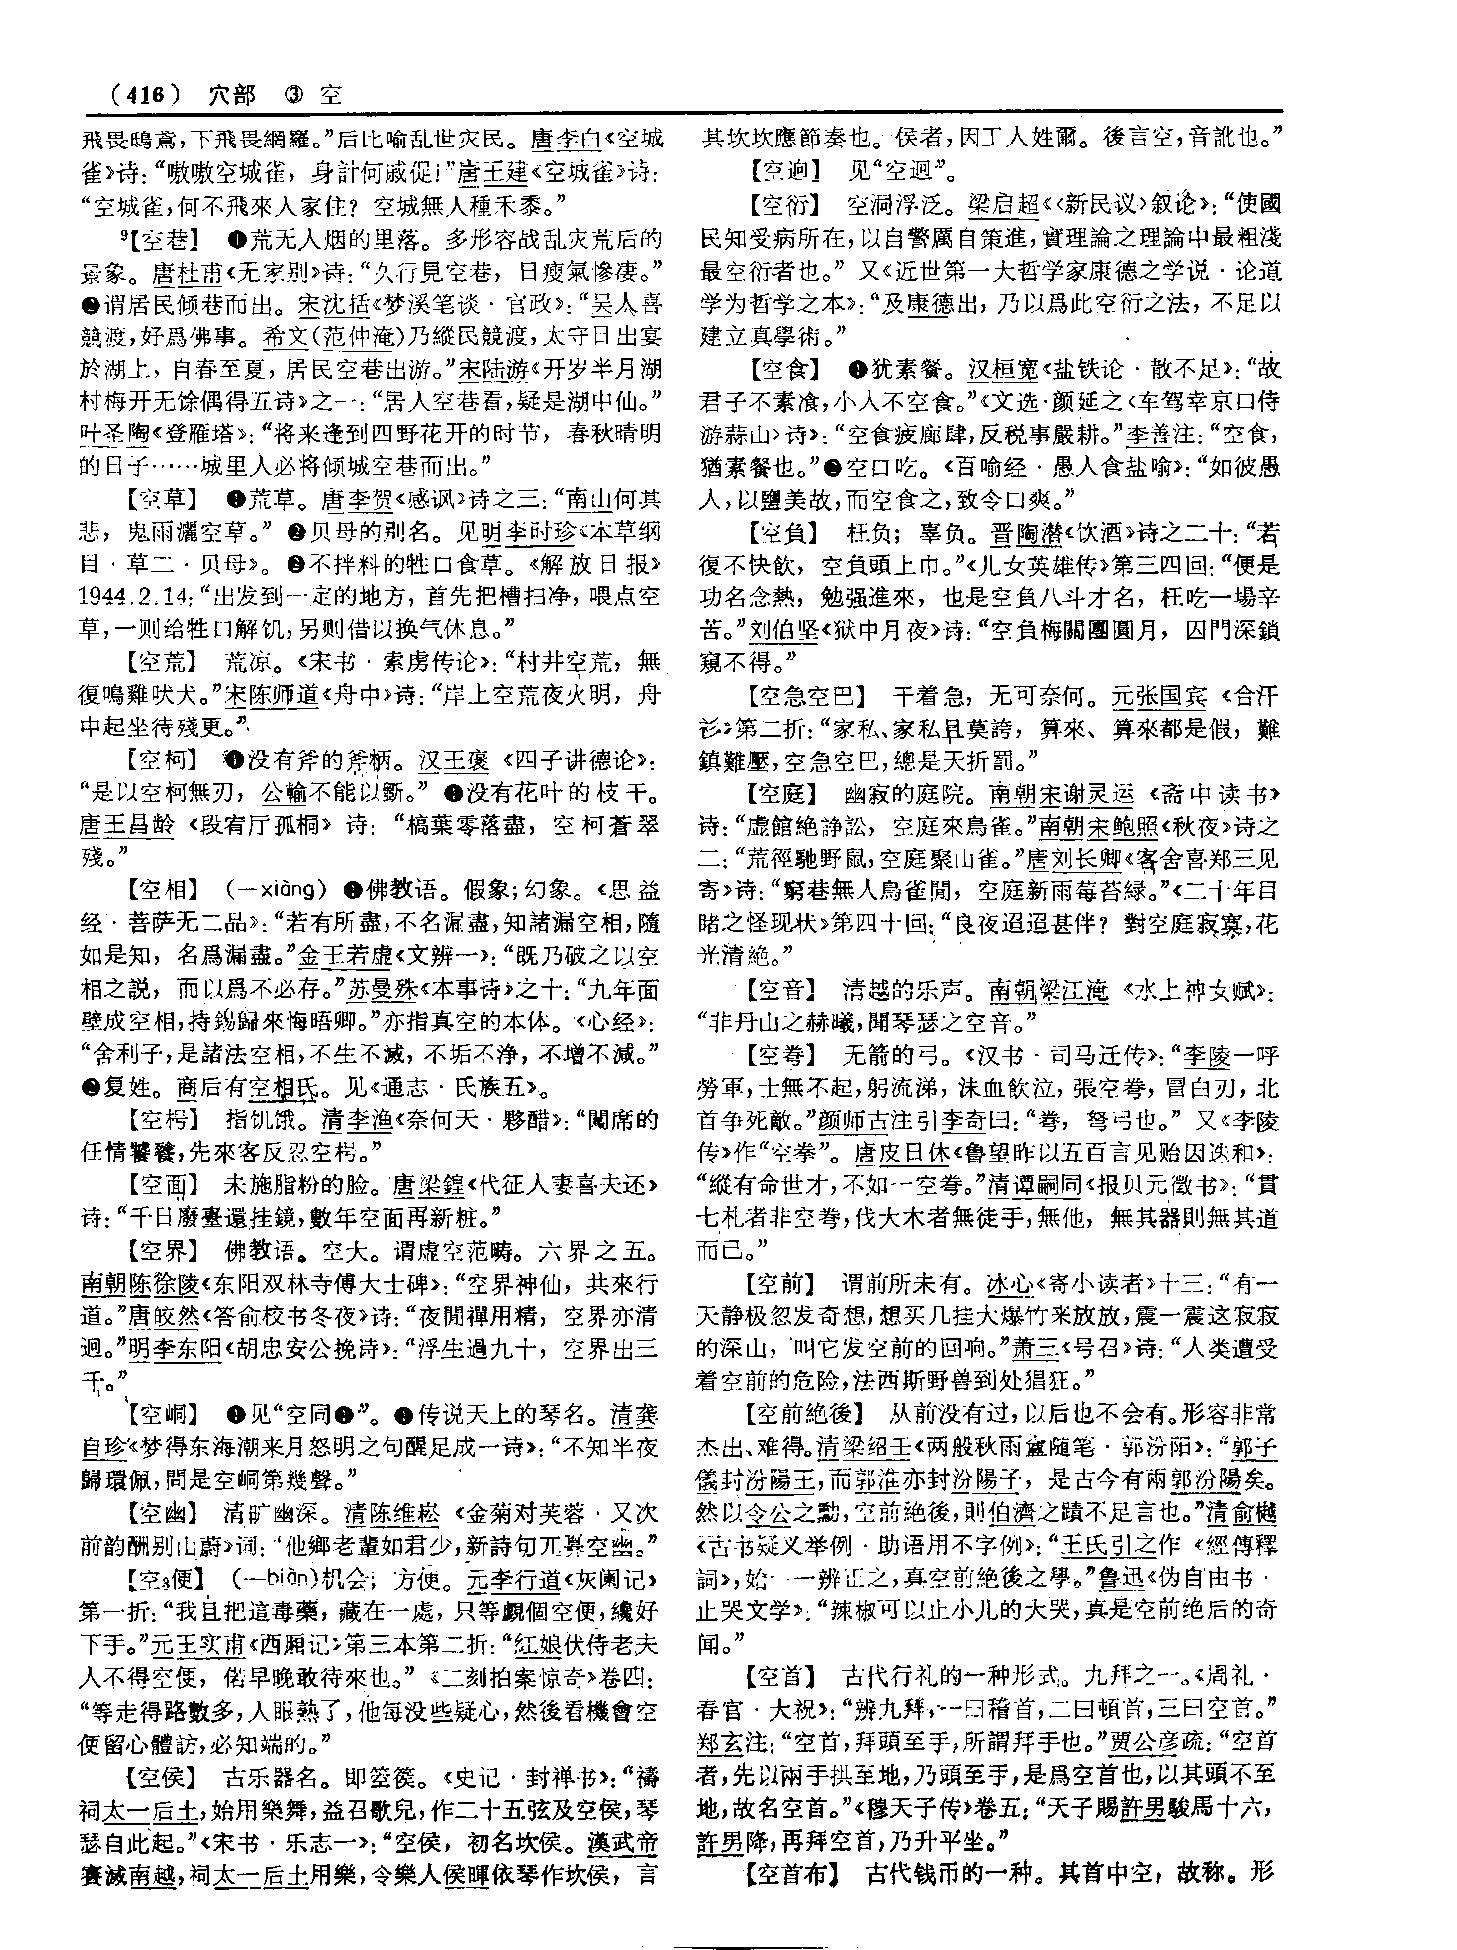 （416） 穴部 ③ 空
飛畏鴟鳶，下飛畏網羅。”后比喻乱世灾民。唐李白《空城
雀》诗：“嗷嗷空城雀，身計何戚促！”唐王建《空城雀》诗：
“空城雀，何不飛來人家住？空城無人種禾黍。”
⁹【空巷】 ❶荒无人烟的里落。多形容战乱灾荒后的
景象。唐杜甫《无家别》诗：“久行見空巷，日瘦氣慘凄。”
❷谓居民倾巷而出。宋沈括《梦溪笔谈·官政》：“吴人喜
競渡，好爲佛事。希文（范仲淹）乃縱民競渡，太守日出宴
於湖上，自春至夏，居民空巷出游。”宋陆游《开岁半月湖
村梅开无馀偶得五诗》之一：“居人空巷看，疑是湖中仙。”
叶圣陶《登雁塔》：“将来逢到四野花开的时节，春秋晴明
的日子……城里人必将倾城空巷而出。”
【空草】 ❶荒草。唐李贺《感讽》诗之三：“南山何其
悲，鬼雨灑空草。”❷贝母的别名。见明李时珍《本草纲
目·草二·贝母》。❸不拌料的牲口食草。《解放日报》
1944.2.14：“出发到一定的地方，首先把槽扫净，喂点空
草，一则给牲口解饥；另则借以换气休息。”
【空荒】 荒凉。《宋书·索虏传论》：“村井空荒，無
復鳴雞吠犬。”宋陈师道《舟中》诗：“岸上空荒夜火明，舟
中起坐待殘更。”
【空柯】 ❶没有斧的斧柄。汉王褒《四子讲德论》：
“是以空柯無刃，公輸不能以斲。”❷没有花叶的枝干。
唐王昌龄《段宥厅孤桐》诗：“槁葉零落盡，空柯蒼翠
殘。”
【空相】 （—xiàng）❶佛教语。假象；幻象。《思益
经·菩萨无二品》：“若有所盡，不名漏盡，知諸漏空相，隨
如是知，名爲漏盡。”金王若虚《文辨一》：“既乃破之以空
相之説，而以爲不必存。”苏曼殊《本事诗》之十：“九年面
壁成空相，持錫歸來悔晤卿。”亦指真空的本体。《心经》：
“舍利子，是諸法空相，不生不滅，不垢不净，不增不減。”
❷复姓。商后有空相氏。见《通志·氏族五》。
【空枵】 指饥饿。清李渔《奈何天·夥醋》：“闖席的
任情饕餮，先來客反忍空枵。”
【空面】 未施脂粉的脸。唐梁鍠《代征人妻喜夫还》
诗：“千日廢臺還挂鏡，數年空面再新粧。”
【空界】 佛教语。空大。谓虚空范畴。六界之五。
南朝陈徐陵《东阳双林寺傅大士碑》：“空界神仙，共來行
道。”唐皎然《答俞校书冬夜》诗：“夜閒禪用精，空界亦清
迥。”明李东阳《胡忠安公挽诗》：“浮生過九十，空界出三
千。”
【空峒】 ❶见“空同❶”。❷传说天上的琴名。清龚
自珍《梦得东海潮来月怒明之句醒足成一诗》：“不知半夜
歸環佩，問是空峒第幾聲。”
【空幽】 清旷幽深。清陈维崧《金菊对芙蓉·又次
前韵酬别山蔚》词：“他鄉老輩如君少，新詩句兀奡空幽。”
【空₃便】 （—biàn）机会；方便。元李行道《灰阑记》
第一折：“我且把這毒藥，藏在一處，只等覷個空便，纔好
下手。”元王实甫《西厢记》第三本第二折：“红娘伏侍老夫
人不得空便，偌早晚敢待來也。”《二刻拍案惊奇》卷四：
“等走得路數多，人眼熟了，他每没些疑心，然後看機會空
便留心體訪，必知端的。”
【空侯】 古乐器名。即箜篌。《史记·封禅书》：“禱
祠太一后土，始用樂舞，益召歌兒，作二十五弦及空侯，琴
瑟自此起。”《宋书·乐志一》：“空侯，初名坎侯。漢武帝
賽滅南越，祠太一后土用樂，令樂人侯暉依琴作坎侯，言
其坎坎應節奏也。侯者，因工人姓爾。後言空，音訛也。”
【空逈】 见“空迥”。
【空衍】 空洞浮泛。梁启超《〈新民议〉叙论》：“使國
民知受病所在，以自警厲自策進，實理論之理論中最粗淺
最空衍者也。”又《近世第一大哲学家康德之学说·论道
学为哲学之本》：“及康德出，乃以爲此空衍之法，不足以
建立真學術。”
【空食】 ❶犹素餐。汉桓宽《盐铁论·散不足》：“故
君子不素飡，小人不空食。”《文选·颜延之〈车驾幸京口侍
游蒜山〉诗》：“空食疲廊肆，反税事嚴耕。”李善注：“空食，
猶素餐也。”❷空口吃。《百喻经·愚人食盐喻》：“如彼愚
人，以鹽美故，而空食之，致令口爽。”
【空負】 枉负；辜负。晋陶潜《饮酒》诗之二十：“若
復不快飲，空負頭上巾。”《儿女英雄传》第三四回：“便是
功名念熱，勉强進來，也是空負八斗才名，枉吃一場辛
苦。”刘伯坚《狱中月夜》诗：“空負梅關團圓月，囚門深鎖
窺不得。”
【空急空巴】 干着急，无可奈何。元张国宾《合汗
衫》第二折：“家私、家私且莫誇，算來、算來都是假，難
鎮難壓，空急空巴，總是天折罰。”
【空庭】 幽寂的庭院。南朝宋谢灵运《斋中读书》
诗：“虚館絶諍訟，空庭來鳥雀。”南朝宋鲍照《秋夜》诗之
二：“荒徑馳野鼠，空庭聚山雀。”唐刘长卿《客舍喜郑三见
寄》诗：“窮巷無人鳥雀閒，空庭新雨莓苔緑。”《二十年目
睹之怪现状》第四十回：“良夜迢迢甚伴？對空庭寂寞，花
光清絶。”
【空音】 清越的乐声。南朝梁江淹《水上神女赋》：
“非丹山之赫曦，聞琴瑟之空音。”
【空弮】 无箭的弓。《汉书·司马迁传》：“李陵一呼
勞軍，士無不起，躬流涕，沬血飲泣，張空弮，冒白刃，北
首争死敵。”颜师古注引李奇曰：“弮，弩弓也。”又《李陵
传》作“空拳”。唐皮日休《鲁望昨以五百言见贻因迭和》：
“縱有命世才，不如一空弮。”清谭嗣同《报贝元徵书》：“貫
七札者非空弮，伐大木者無徒手，無他，無其器則無其道
而已。”
【空前】 谓前所未有。冰心《寄小读者》十三：“有一
天静极忽发奇想，想买几挂大爆竹来放放，震一震这寂寂
的深山，叫它发空前的回响。”萧三《号召》诗：“人类遭受
着空前的危险，法西斯野兽到处猖狂。”
【空前絶後】 从前没有过，以后也不会有。形容非常
杰出、难得。清梁绍壬《两般秋雨盦随笔·郭汾阳》：“郭子
儀封汾陽王，而郭淮亦封汾陽子，是古今有兩郭汾陽矣。
然以令公之勳，空前絶後，則伯濟之蹟不足言也。”清俞樾
《古书疑义举例·助语用不字例》：“王氏引之作《經傳釋
詞》，始一一辨正之，真空前絶後之學。”鲁迅《伪自由书·
止哭文学》：“辣椒可以止小儿的大哭，真是空前绝后的奇
闻。”
【空首】 古代行礼的一种形式。九拜之一。《周礼·
春官·大祝》：“辨九拜，一曰稽首，二曰頓首，三曰空首。”
郑玄注：“空首，拜頭至手，所謂拜手也。”贾公彦疏：“空首
者，先以兩手拱至地，乃頭至手，是爲空首也，以其頭不至
地，故名空首。”《穆天子传》卷五：“天子賜許男駿馬十六，
許男降，再拜空首，乃升平坐。”
【空首布】 古代钱币的一种。其首中空，故称。形